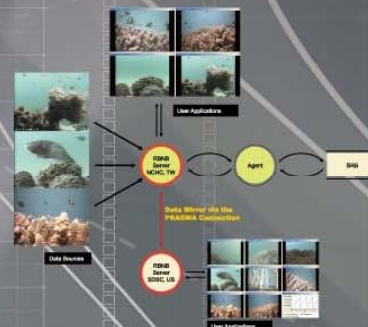 User Applications
RBNB
Server
NCHC, TW
Agent
SRB
Data Mirror via the
PRAGMA Connection
Data Sources
RBNB
Server
SDSC, US
User Applications